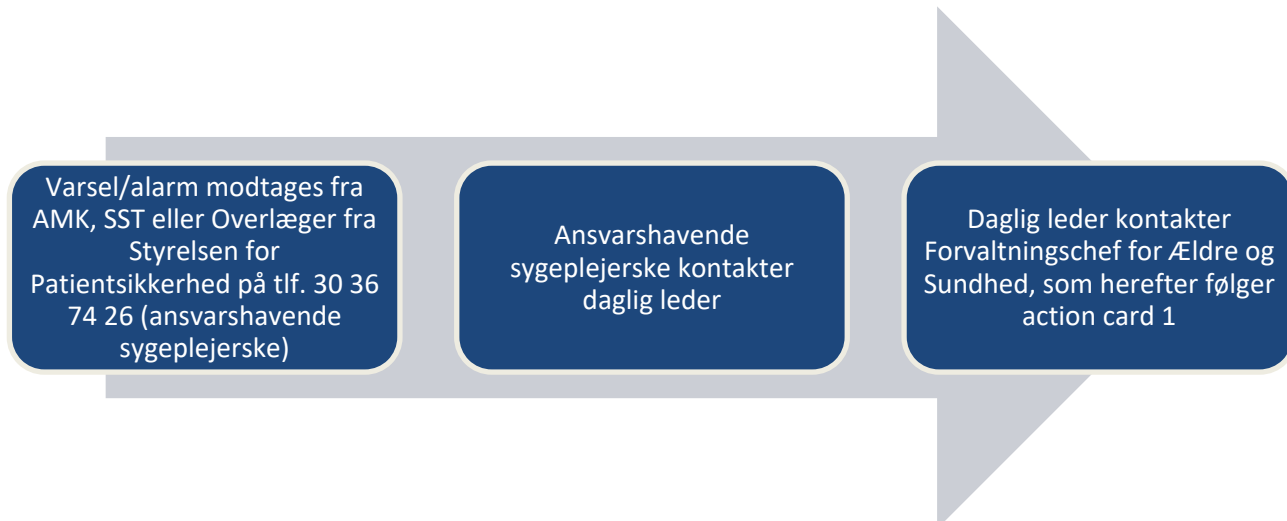 Varsel/alarm modtages fra
AMK, SST eller Overlæger fra
Styrelsen for
Patientsikkerhed på tlf. 30 36
74 26 (ansvarshavende
sygeplejerske)
Ansvarshavende
sygeplejerske kontakter
daglig leder
Daglig leder kontakter
Forvaltningschef for Ældre og
Sundhed, som herefter følger
action card 1